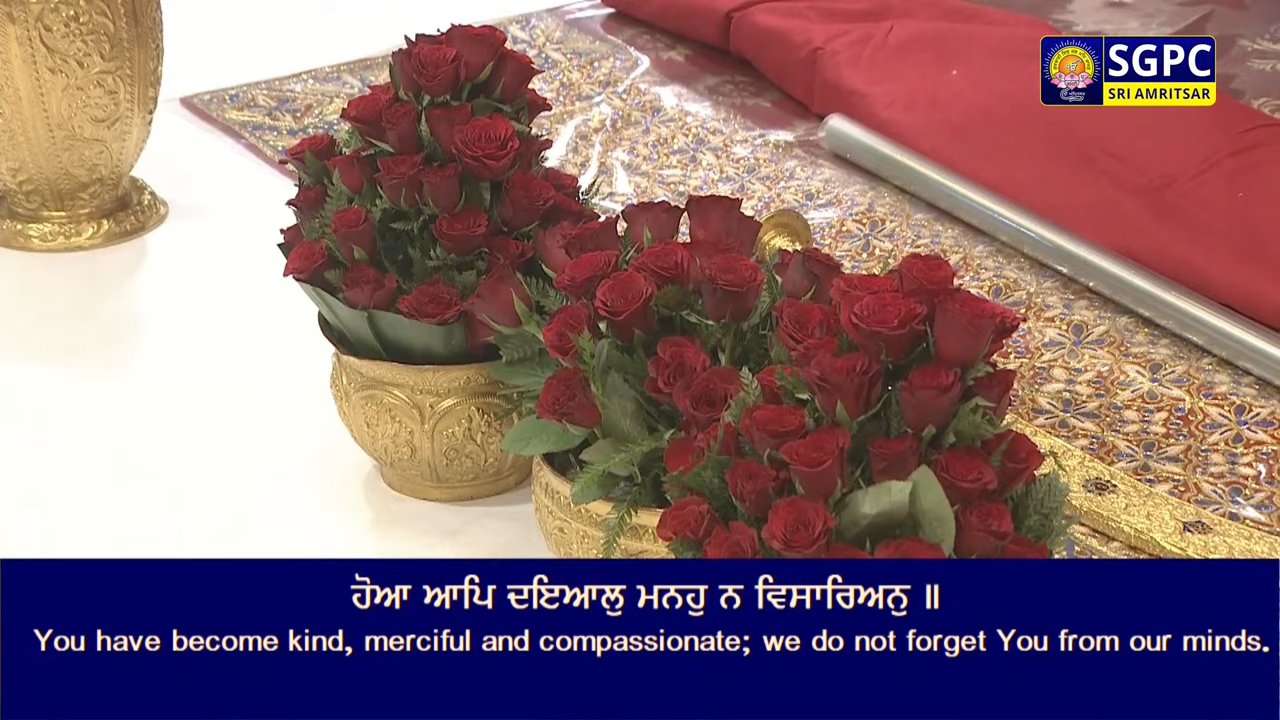 SGPC
SRI AMRITSAR
ਹੋਆ ਆਪਿ ਦਇਆਲੁ ਮਨਹੁ ਨ ਵਿਸਾਰਿਅਨੁ ॥
You have become kind, merciful and compassionate; we do not forget You from our minds.